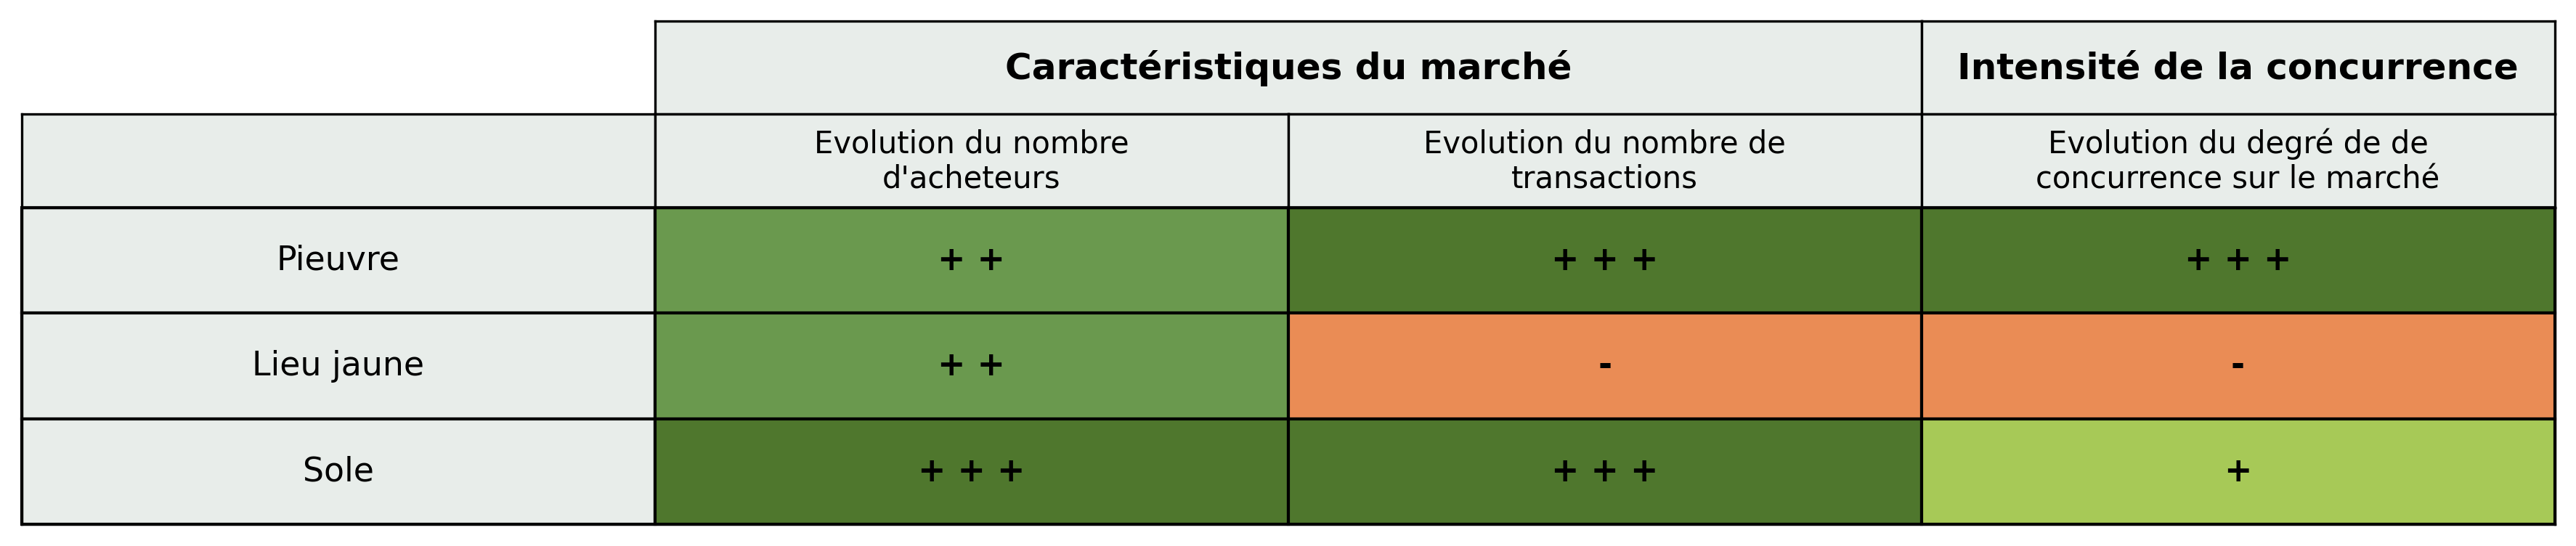 Caractéristiques du marché
Intensité de la concurrence
Evolution du nombre
d'acheteurs
Evolution du nombre de
transactions
Evolution du degré de de
concurrence sur le marché
Pieuvre
+ +
+ + +
+ + +
Lieu jaune
+ +
-
-
Sole
+ + +
+ + +
+